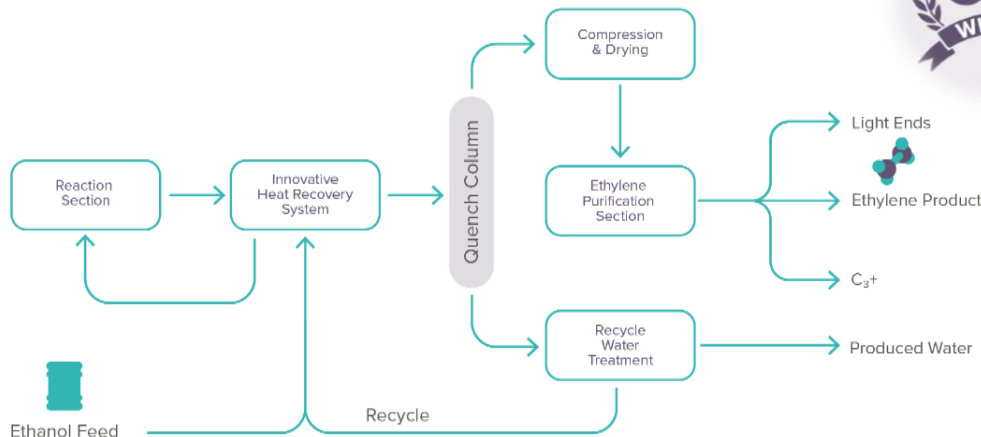 Compression
& Drying
WI
Light Ends
Reaction
Section
Innovative
Heat Recovery
System
Quench Column
Ethylene
Purification
Section
Ethylene Product
C₃+
Recycle
Water
Treatment
Produced Water
Recycle
Ethanol Feed